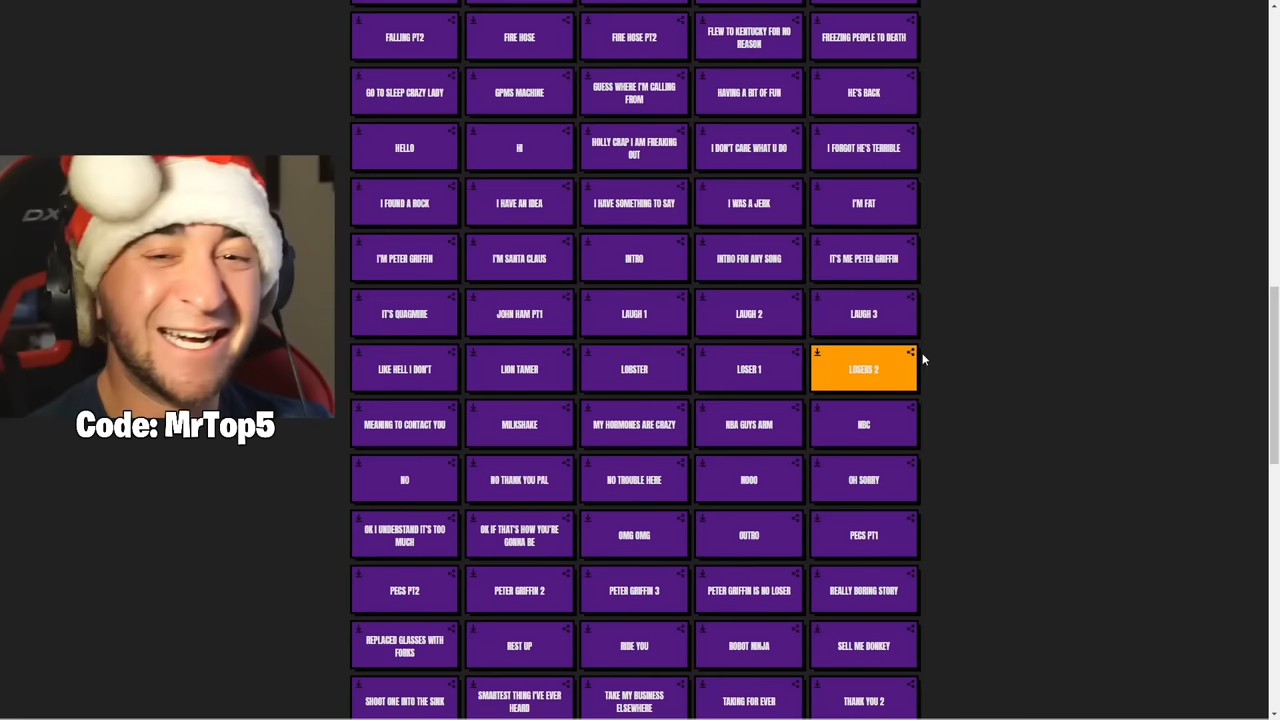 FALLING PT2
FIRE HOSE
FIRE HOSE PT2
FLEW TO KENTUCKY FOR NO
REASON
FREEZING PEOPLE TO DEATH
GO TO SLEEP CRAZY LADY
GPMS MACHINE
GUESS WHERE I'M CALLING
FROM
HAVING A BIT OF FUN
HE'S BACK
HELLO
HI
HOLLY CRAP I AM FREAKING
OUT
I DON'T CARE WHAT U DO
I FORGOT HE'S TERRIBLE
I FOUND A ROCK
I HAVE AN IDEA
I HAVE SOMETHING TO SAY
I WAS A JERK
I'M FAT
I'M PETER GRIFFIN
I'M SANTA CLAUS
INTRO
INTRO FOR ANY SONG
IT'S ME PETER GRIFFIN
IT'S QUAGMIRE
JOHN HAM PT1
LAUGH 1
LAUGH 2
LAUGH 3
LIKE HELL I DON'T
LION TAMER
LOBSTER
LOSER 1
LOSERS 2
MEANING TO CONTACT YOU
MILKSHAKE
MY HORMONES ARE CRAZY
NBA GUYS ARM
NBC
NO
NO THANK YOU PAL
NO TROUBLE HERE
NOOO
OH SORRY
OK I UNDERSTAND IT'S TOO
MUCH
OK IF THAT'S HOW YOU'RE
GONNA BE
OMG OMG
OUTRO
PECS PT1
PECS PT2
PETER GRIFFIN 2
PETER GRIFFIN 3
PETER GRIFFIN IS NO LOSER
REALLY BORING STORY
REPLACED GLASSES WITH
FORKS
REST UP
RIDE YOU
ROBOT NINJA
SELL ME DONKEY
SHOOT ONE INTO THE SINK
SMARTEST THING I'VE EVER
HEARD
TAKE MY BUSINESS
ELSEWHERE
TAKING FOR EVER
THANK YOU 2
DX
Code: MrTop5